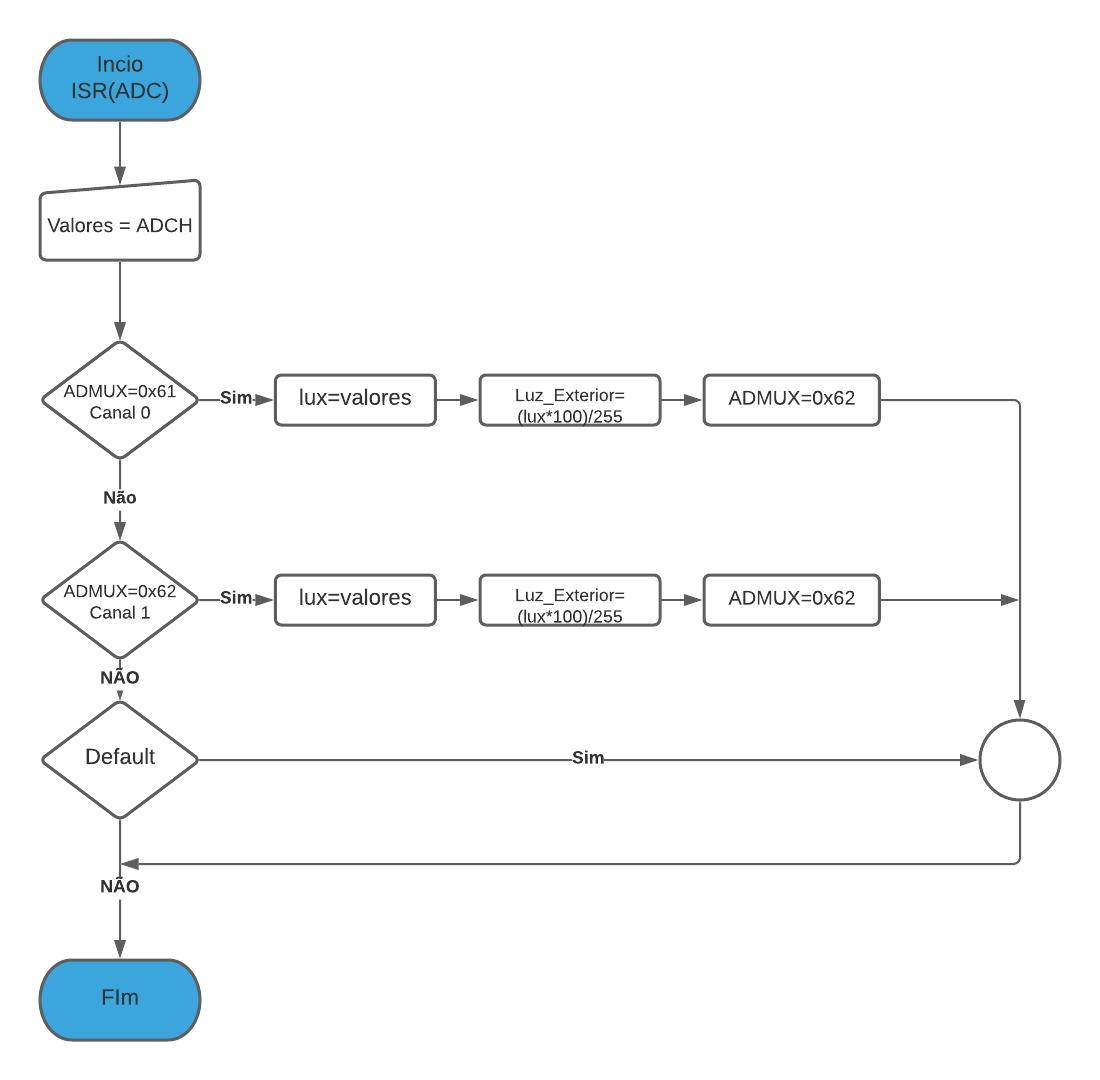 Incio
ISR(ADC)
Valores = ADCH
ADMUX=0x61
Canal 0
Sim
lux=valores
Luz_Exterior=
(lux*100)/255
ADMUX=0x62
Não
ADMUX=0x62
Canal 1
Sim
lux=valores
Luz_Exterior=
(lux*100)/255
ADMUX=0x62
NÃO
Default
Sim
NÃO
FIm